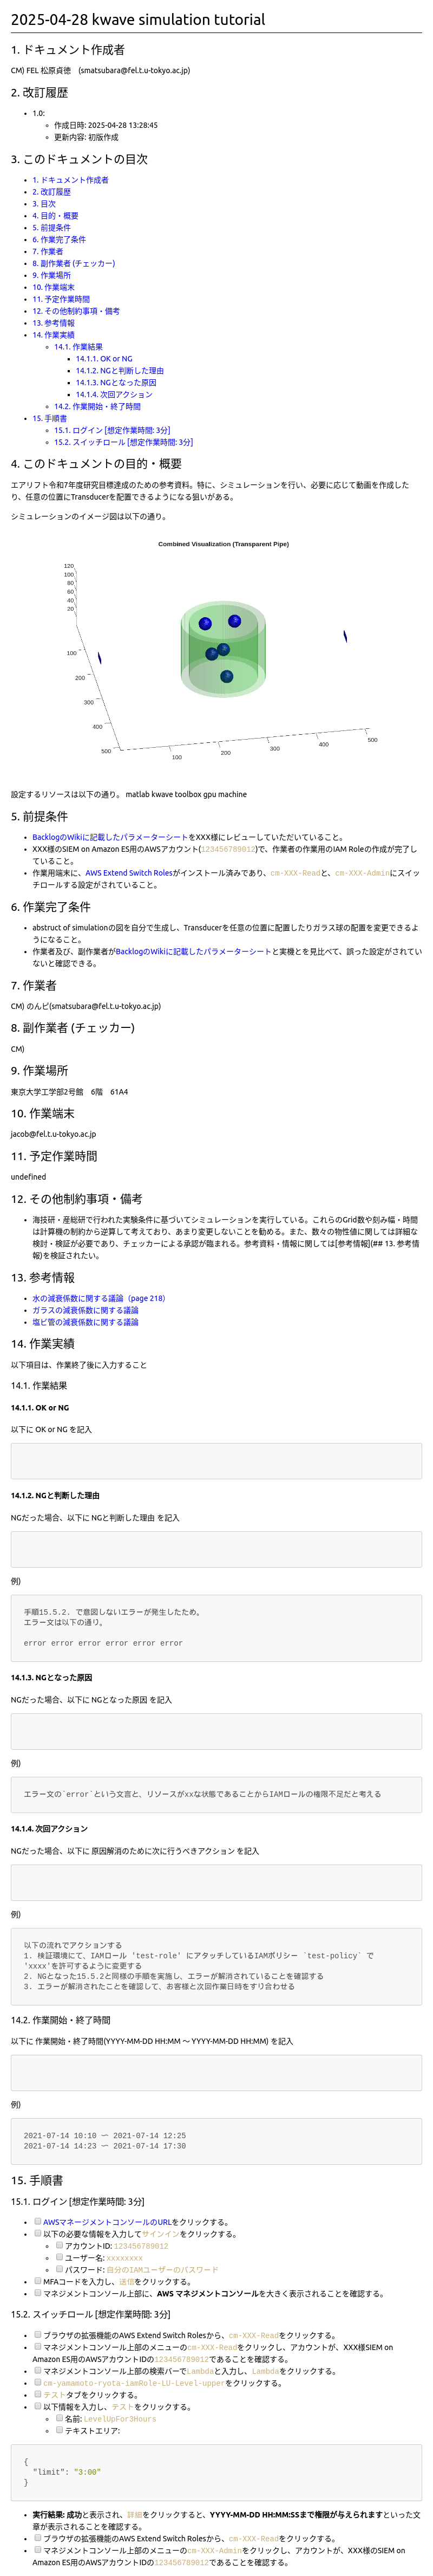 2025-04-28 kwave simulation tutorial
1. ドキュメント作成者
CM) FEL 松原貞徳　(smatsubara@fel.t.u-tokyo.ac.jp)
2. 改訂履歴
1.0:
作成日時: 2025-04-28 13:28:45
更新内容: 初版作成
3. このドキュメントの目次
1. ドキュメント作成者
2. 改訂履歴
3. 目次
4. 目的・概要
5. 前提条件
6. 作業完了条件
7. 作業者
8. 副作業者 (チェッカー)
9. 作業場所
10. 作業端末
11. 予定作業時間
12. その他制約事項・備考
13. 参考情報
14. 作業実績
14.1. 作業結果
14.1.1. OK or NG
14.1.2. NGと判断した理由
14.1.3. NGとなった原因
14.1.4. 次回アクション
14.2. 作業開始・終了時間
15. 手順書
15.1. ログイン [想定作業時間: 3分]
15.2. スイッチロール [想定作業時間: 3分]
4. このドキュメントの目的・概要
エアリフト令和7年度研究目標達成のための参考資料。特に、シミュレーションを行い、必要に応じて動画を作成した
り、任意の位置にTransducerを配置できるようになる狙いがある。
シミュレーションのイメージ図は以下の通り。
Combined Visualization (Transparent Pipe)
120
100
80
60
40
20
100
200
300
400
500
100
200
300
400
500
設定するリソースは以下の通り。 matlab kwave toolbox gpu machine
5. 前提条件
BacklogのWikiに記載したパラメーターシートをXXX様にレビューしていただいていること。
XXX様のSIEM on Amazon ES用のAWSアカウント(123456789012)で、作業者の作業用のIAM Roleの作成が完了し
ていること。
作業用端末に、AWS Extend Switch Rolesがインストール済みであり、cm-XXX-Readと、cm-XXX-Adminにスイッ
チロールする設定がされていること。
6. 作業完了条件
abstruct of simulationの図を自分で生成し、Transducerを任意の位置に配置したりガラス球の配置を変更できるよ
うになること。
作業者及び、副作業者がBacklogのWikiに記載したパラメーターシートと実機とを見比べて、誤った設定がされてい
ないと確認できる。
7. 作業者
CM) のんピ(smatsubara@fel.t.u-tokyo.ac.jp)
8. 副作業者 (チェッカー)
CM)
9. 作業場所
東京大学工学部2号館　6階　61A4
10. 作業端末
jacob@fel.t.u-tokyo.ac.jp
11. 予定作業時間
undefined
12. その他制約事項・備考
海技研・産総研で行われた実験条件に基づいてシミュレーションを実行している。これらのGrid数や刻み幅・時間
は計算機の制約から逆算して考えており、あまり変更しないことを勧める。また、数々の物性値に関しては詳細な
検討・検証が必要であり、チェッカーによる承認が臨まれる。参考資料・情報に関しては[参考情報](## 13. 参考情
報)を検証されたい。
13. 参考情報
水の減衰係数に関する議論（page 218）
ガラスの減衰係数に関する議論
塩ビ管の減衰係数に関する議論
14. 作業実績
以下項目は、作業終了後に入力すること
14.1. 作業結果
14.1.1. OK or NG
以下に OK or NG を記入
14.1.2. NGと判断した理由
NGだった場合、以下に NGと判断した理由 を記入
例)
手順15.5.2. で意図しないエラーが発生したため。
エラー文は以下の通り。
error error error error error error
14.1.3. NGとなった原因
NGだった場合、以下に NGとなった原因 を記入
例)
エラー文の`error`という文言と、リソースがxxな状態であることからIAMロールの権限不足だと考える
14.1.4. 次回アクション
NGだった場合、以下に 原因解消のために次に行うべきアクション を記入
例)
以下の流れでアクションする
1. 検証環境にて、IAMロール 'test-role' にアタッチしているIAMポリシー `test-policy` で
'xxxx'を許可するように変更する
2. NGとなった15.5.2と同様の手順を実施し、エラーが解消されていることを確認する
3. エラーが解消されたことを確認して、お客様と次回作業日時をすり合わせる
14.2. 作業開始・終了時間
以下に 作業開始・終了時間(YYYY-MM-DD HH:MM ～ YYYY-MM-DD HH:MM) を記入
例)
2021-07-14 10:10 ～ 2021-07-14 12:25
2021-07-14 14:23 ～ 2021-07-14 17:30
15. 手順書
15.1. ログイン [想定作業時間: 3分]
AWSマネージメントコンソールのURLをクリックする。
以下の必要な情報を入力してサインインをクリックする。
アカウントID: 123456789012
ユーザー名: xxxxxxxx
パスワード: 自分のIAMユーザーのパスワード
MFAコードを入力し、送信をクリックする。
マネジメントコンソール上部に、AWS マネジメントコンソールを大きく表示されることを確認する。
15.2. スイッチロール [想定作業時間: 3分]
ブラウザの拡張機能のAWS Extend Switch Rolesから、cm-XXX-Readをクリックする。
マネジメントコンソール上部のメニューのcm-XXX-Readをクリックし、アカウントが、XXX様SIEM on
Amazon ES用のAWSアカウントIDの123456789012であることを確認する。
マネジメントコンソール上部の検索バーでLambdaと入力し、Lambdaをクリックする。
cm-yamamoto-ryota-iamRole-LU-Level-upperをクリックする。
テストタブをクリックする。
以下情報を入力し、テストをクリックする。
名前: LevelUpFor3Hours
テキストエリア:
{
"limit": "3:00"
}
実行結果: 成功と表示され、詳細をクリックすると、YYYY-MM-DD HH:MM:SSまで権限が与えられますといった文
章が表示されることを確認する。
ブラウザの拡張機能のAWS Extend Switch Rolesから、cm-XXX-Readをクリックする。
マネジメントコンソール上部のメニューのcm-XXX-Adminをクリックし、アカウントが、XXX様のSIEM on
Amazon ES用のAWSアカウントIDの123456789012であることを確認する。